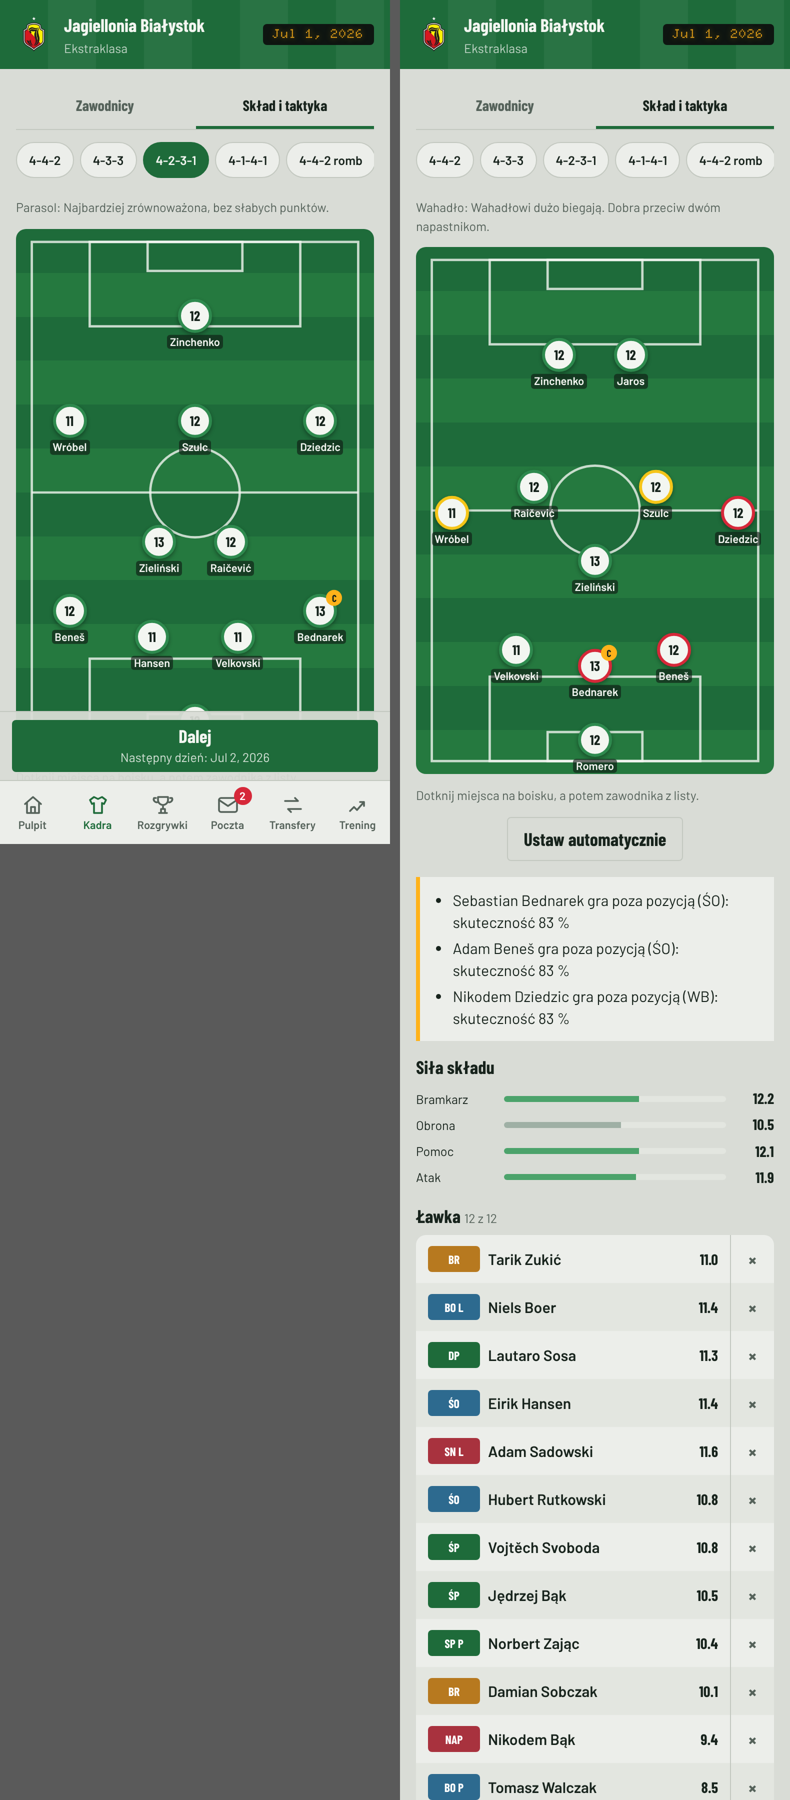 Jagiellonia Białystok
Ekstraklasa
Jul 1, 2026
Zawodnicy
Skład i taktyka
4-4-2
4-3-3
4-2-3-1
4-1-4-1
4-4-2 romb
Parasol: Najbardziej zrównoważona, bez słabych punktów.
12
Zinchenko
11
Wróbel
12
Szulc
12
Dziedzic
13
Zieliński
12
Raičević
12
Beneš
11
Hansen
11
Velkovski
13
C
Bednarek
Dalej
Następny dzień: Jul 2, 2026
Pulpit
Kadra
Rozgrywki
2
Poczta
Transfery
Trening
Jagiellonia Białystok
Ekstraklasa
Jul 1, 2026
Zawodnicy
Skład i taktyka
4-4-2
4-3-3
4-2-3-1
4-1-4-1
4-4-2 romb
Wahadło: Wahadłowi dużo biegają. Dobra przeciw dwóm
napastnikom.
12
Zinchenko
12
Jaros
12
Raičević
12
Szulc
11
Wróbel
12
Dziedzic
13
Zieliński
11
Velkovski
13
C
Bednarek
12
Beneš
12
Romero
Dotknij miejsca na boisku, a potem zawodnika z listy.
Ustaw automatycznie
• Sebastian Bednarek gra poza pozycją (ŚO):
skuteczność 83 %
• Adam Beneš gra poza pozycją (ŚO):
skuteczność 83 %
• Nikodem Dziedzic gra poza pozycją (WB):
skuteczność 83 %
Siła składu
Bramkarz 12.2
Obrona 10.5
Pomoc 12.1
Atak 11.9
Ławka 12 z 12
BR Tarik Zukić 11.0 ×
BO L Niels Boer 11.4 ×
DP Lautaro Sosa 11.3 ×
ŚO Eirik Hansen 11.4 ×
SN L Adam Sadowski 11.6 ×
ŚO Hubert Rutkowski 10.8 ×
ŚP Vojtěch Svoboda 10.8 ×
ŚP Jędrzej Bąk 10.5 ×
SP P Norbert Zając 10.4 ×
BR Damian Sobczak 10.1 ×
NAP Nikodem Bąk 9.4 ×
BO P Tomasz Walczak 8.5 ×